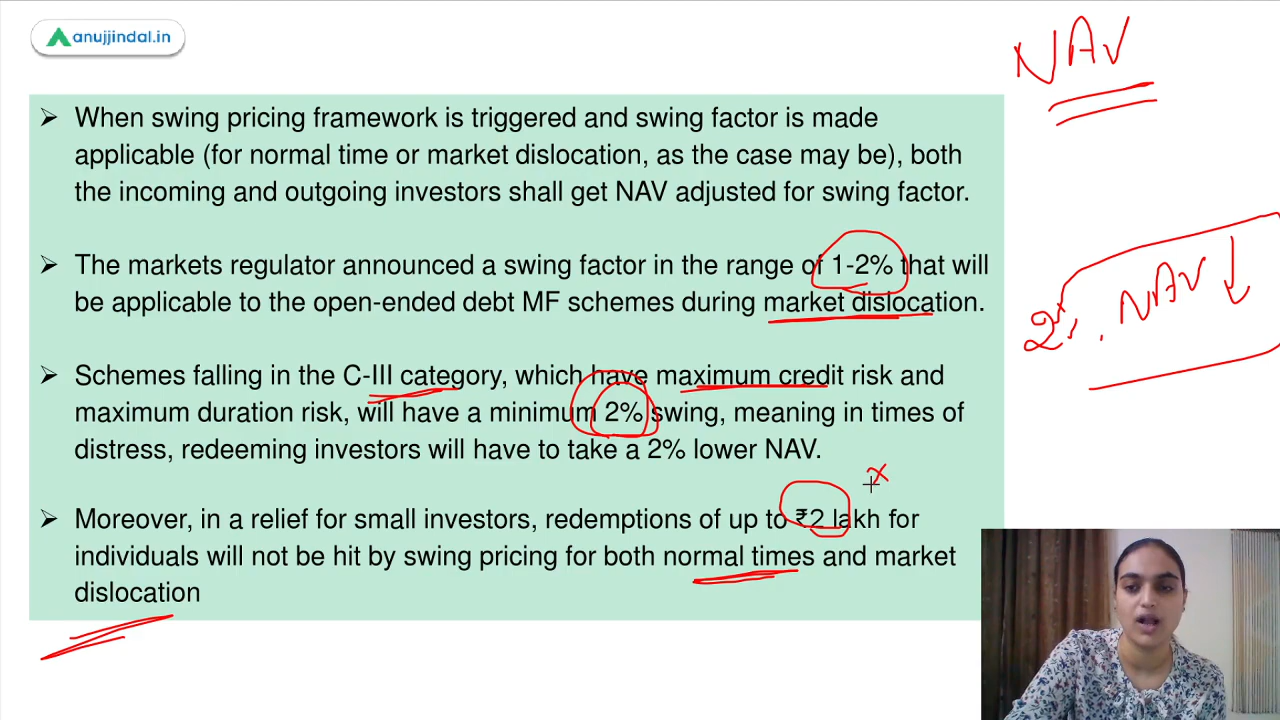 anujjindal.in
NAV
➢ When swing pricing framework is triggered and swing factor is made
applicable (for normal time or market dislocation, as the case may be), both
the incoming and outgoing investors shall get NAV adjusted for swing factor.
➢ The markets regulator announced a swing factor in the range of 1-2% that will
be applicable to the open-ended debt MF schemes during market dislocation.
NAV ↓
➢ Schemes falling in the C-III category, which have maximum credit risk and
maximum duration risk, will have a minimum 2% swing, meaning in times of
distress, redeeming investors will have to take a 2% lower NAV.
x
➢ Moreover, in a relief for small investors, redemptions of up to ₹2 lakh for
individuals will not be hit by swing pricing for both normal times and market
dislocation